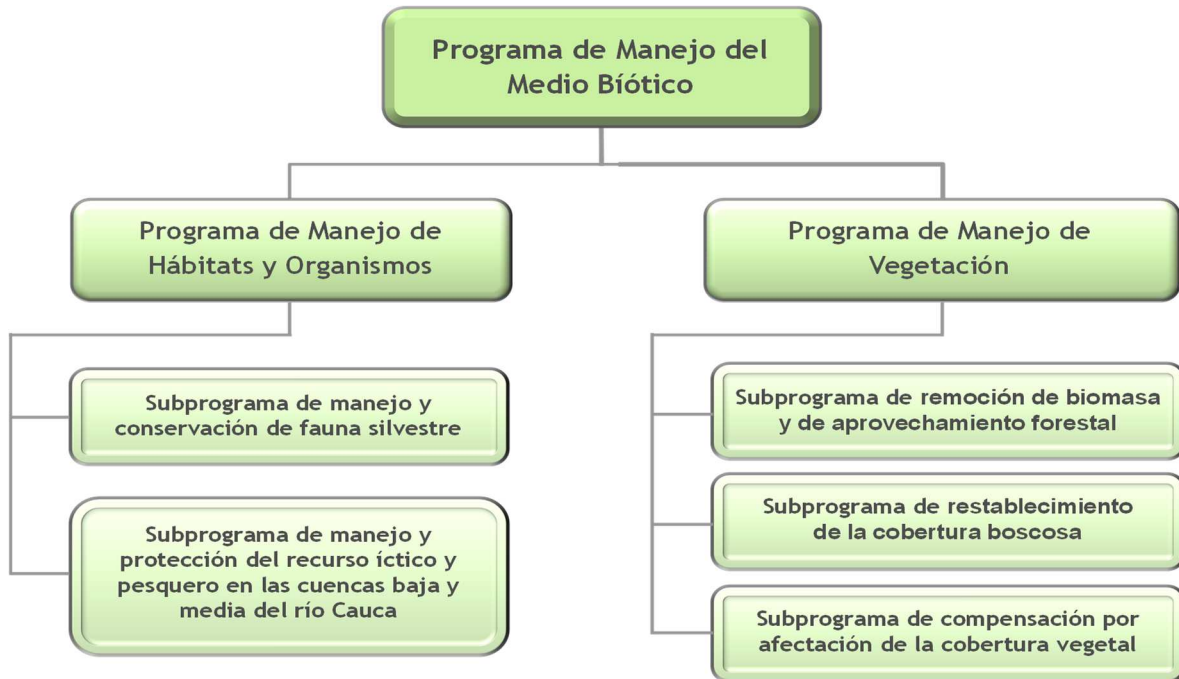 Programa de Manejo del
Medio Bíótico
Programa de Manejo de
Hábitats y Organismos
Subprograma de manejo y
conservación de fauna silvestre
Subprograma de manejo y
protección del recurso íctico y
pesquero en las cuencas baja y
media del río Cauca
Programa de Manejo de
Vegetación
Subprograma de remoción de biomasa
y de aprovechamiento forestal
Subprograma de restablecimiento
de la cobertura boscosa
Subprograma de compensación por
afectación de la cobertura vegetal